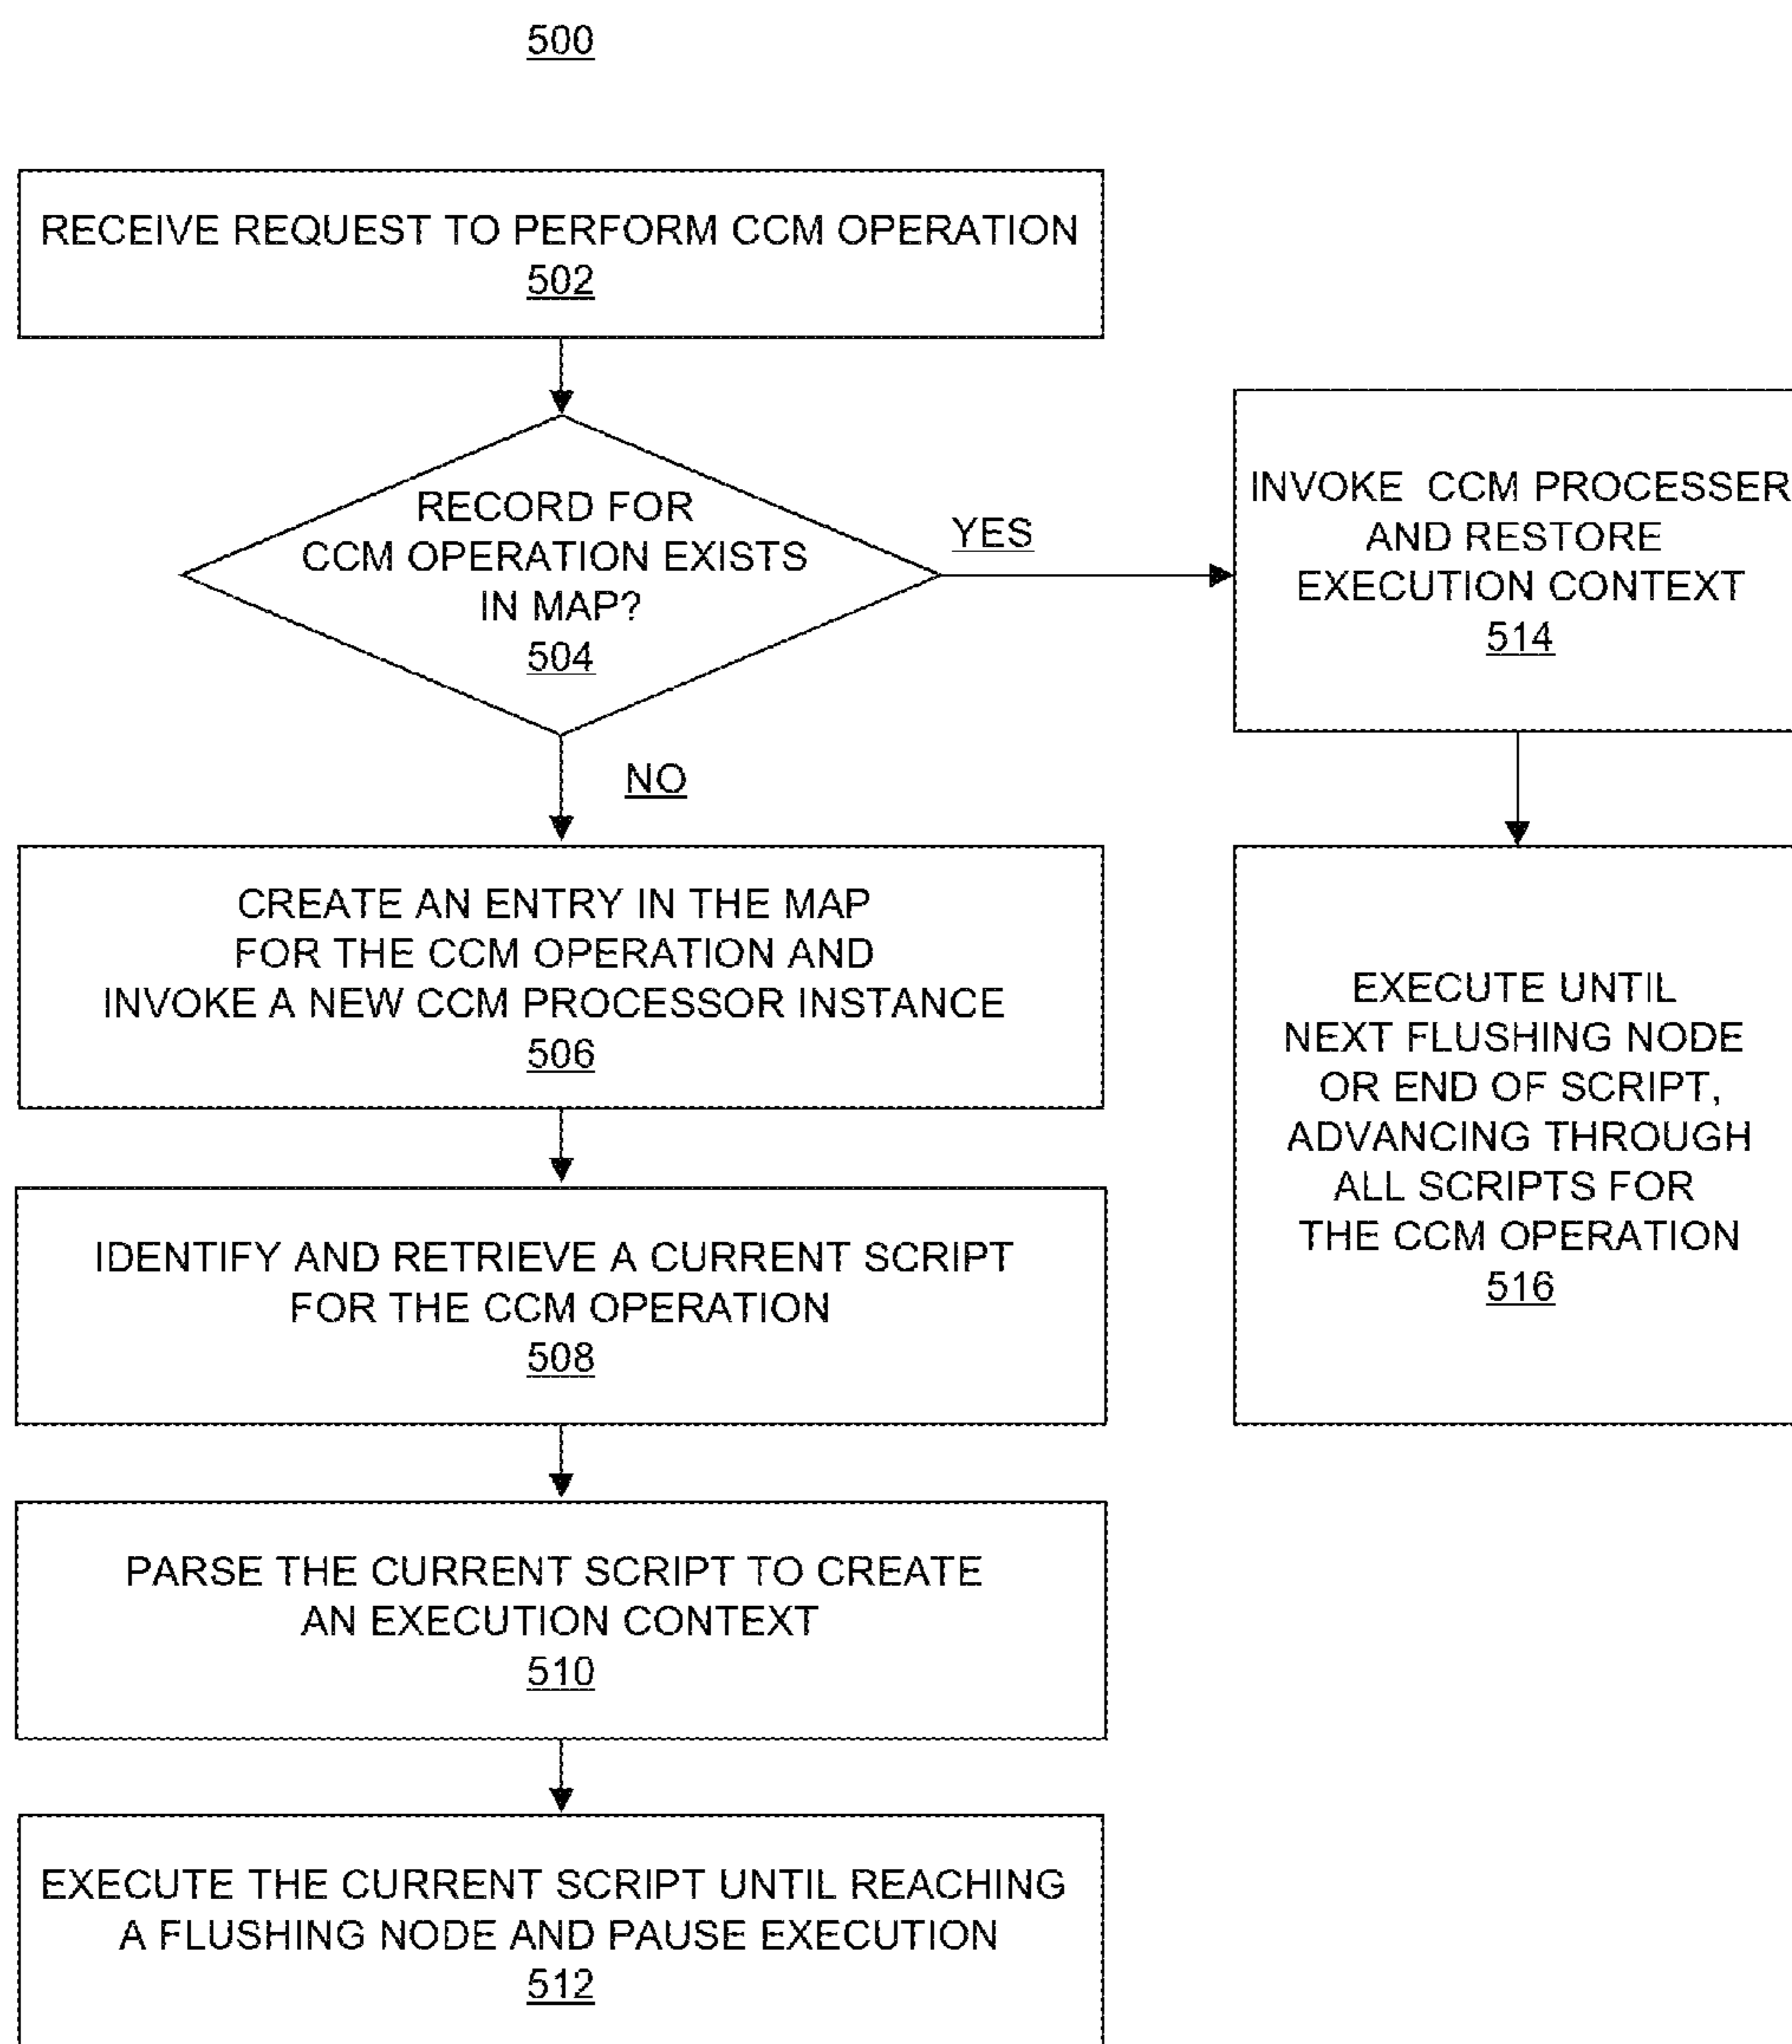 500
RECEIVE REQUEST TO PERFORM CCM OPERATION
502
RECORD FOR
CCM OPERATION EXISTS
IN MAP?
504
YES
NO
INVOKE CCM PROCESSER
AND RESTORE
EXECUTION CONTEXT
514
CREATE AN ENTRY IN THE MAP
FOR THE CCM OPERATION AND
INVOKE A NEW CCM PROCESSOR INSTANCE
506
EXECUTE UNTIL
NEXT FLUSHING NODE
OR END OF SCRIPT,
ADVANCING THROUGH
ALL SCRIPTS FOR
THE CCM OPERATION
516
IDENTIFY AND RETRIEVE A CURRENT SCRIPT
FOR THE CCM OPERATION
508
PARSE THE CURRENT SCRIPT TO CREATE
AN EXECUTION CONTEXT
510
EXECUTE THE CURRENT SCRIPT UNTIL REACHING
A FLUSHING NODE AND PAUSE EXECUTION
512